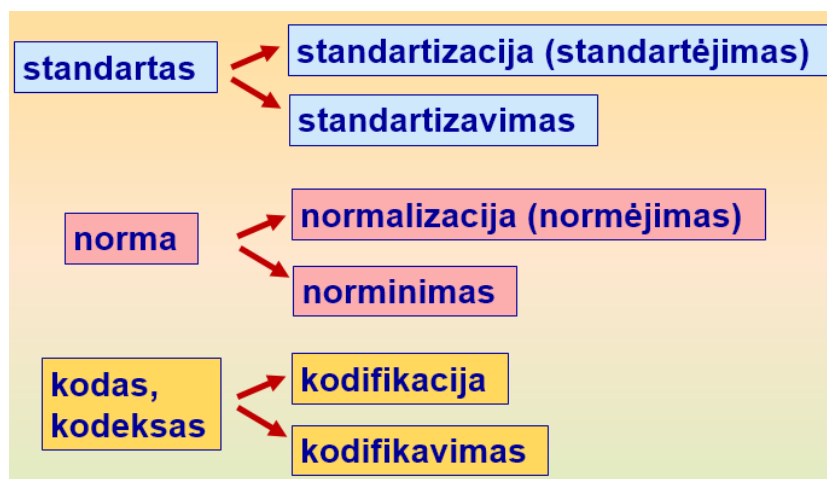 standartas
standartizacija (standartėjimas)
standartizavimas
norma
normalizacija (normėjimas)
norminimas
kodas,
kodeksas
kodifikacija
kodifikavimas